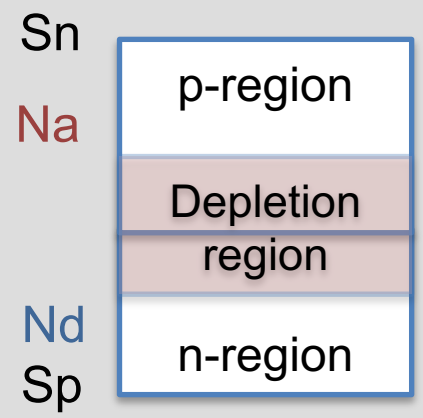 Sn
p-region
Na
Depletion
region
Nd
n-region
Sp